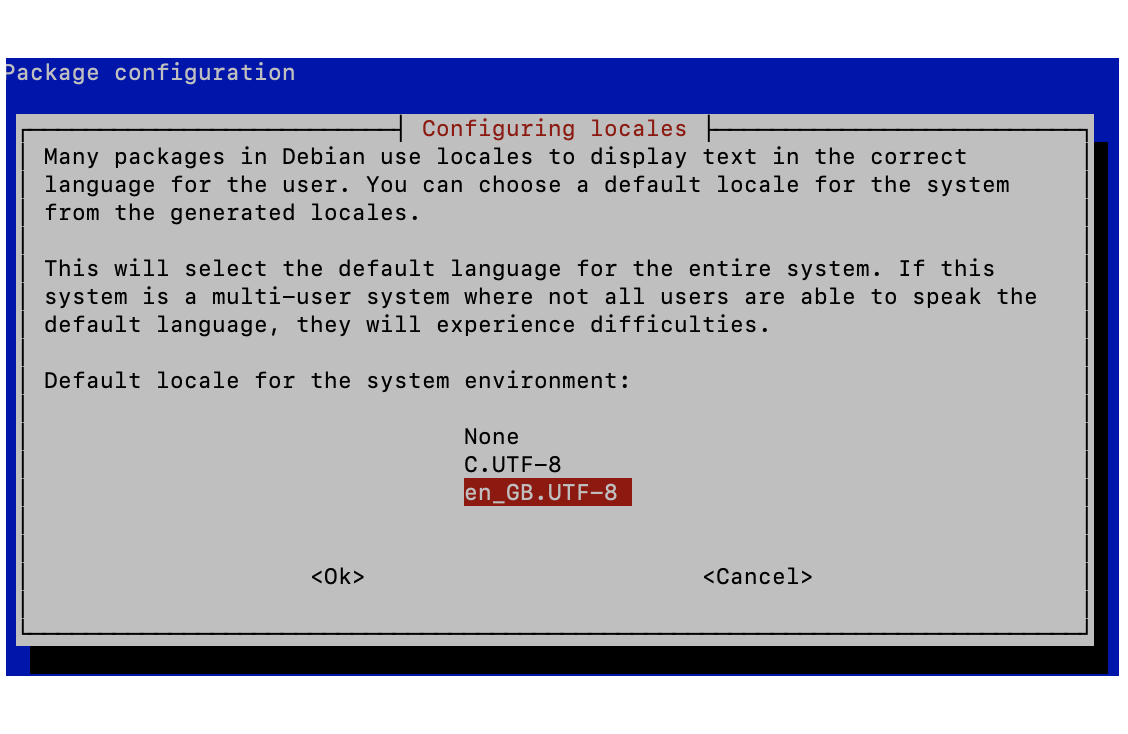 Package configuration
Configuring locales
Many packages in Debian use locales to display text in the correct
language for the user. You can choose a default locale for the system
from the generated locales.
This will select the default language for the entire system. If this
system is a multi-user system where not all users are able to speak the
default language, they will experience difficulties.
Default locale for the system environment:
None
C.UTF-8
en_GB.UTF-8
<Ok> <Cancel>